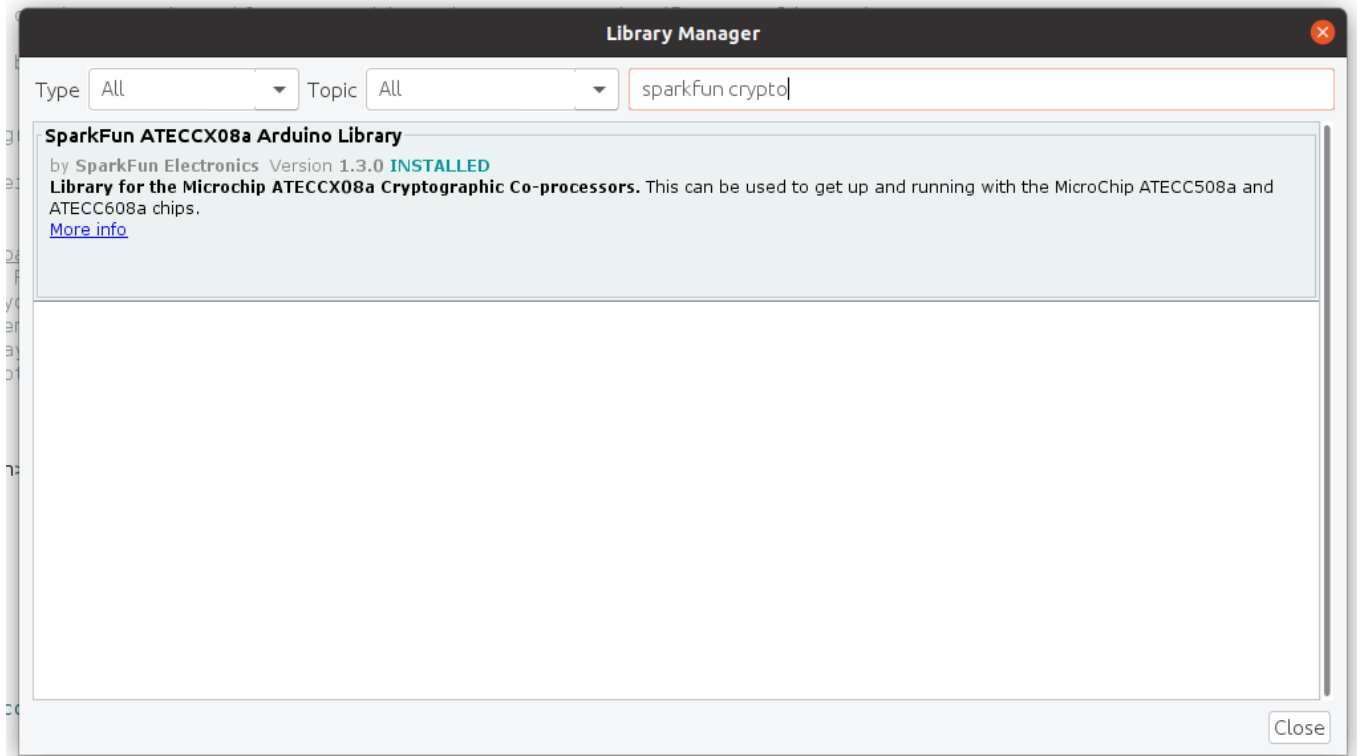 Library Manager
Type All Topic All sparkfun crypto
SparkFun ATECCX08a Arduino Library
by SparkFun Electronics Version 1.3.0 INSTALLED
Library for the Microchip ATECCX08a Cryptographic Co-processors. This can be used to get up and running with the MicroChip ATECC508a and
ATECC608a chips.
More info
Close